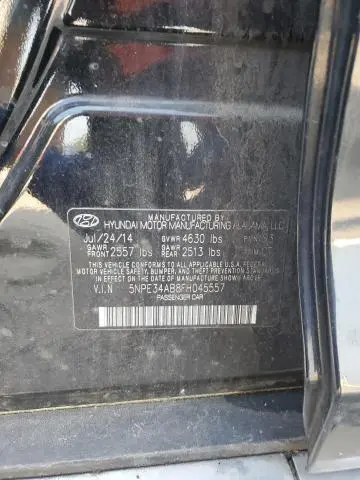 MANUFACTURED BY
HYUNDAI MOTOR MANUFACTURING ALABAMA, LLC
Jul/24/14 GVWR 4630 lbs
GAWR FRONT 2557 lbs GAWR REAR 2513 lbs
THIS VEHICLE CONFORMS TO ALL APPLICABLE U.S.A. FEDERAL
MOTOR VEHICLE SAFETY, BUMPER, AND THEFT PREVENTION STANDARDS
IN EFFECT ON THE DATE OF MANUFACTURE SHOWN ABOVE.
V.I.N 5NPE34AB8FH045557
PASSENGER CAR